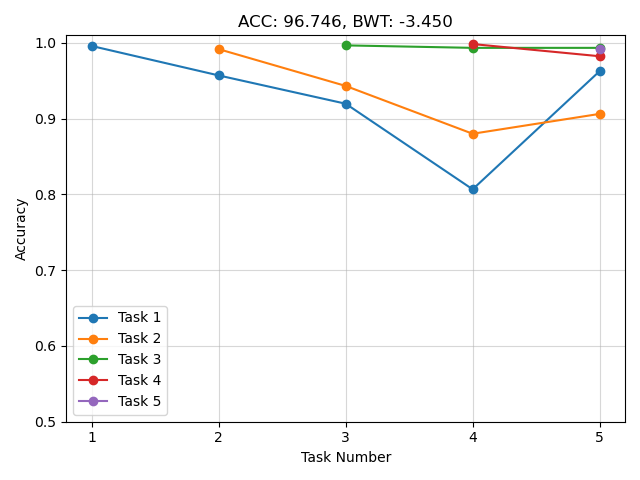 ACC: 96.746, BWT: -3.450
Accuracy
1.0
0.9
0.8
0.7
0.6
0.5
Task 1
Task 2
Task 3
Task 4
Task 5
1 2 3 4 5
Task Number